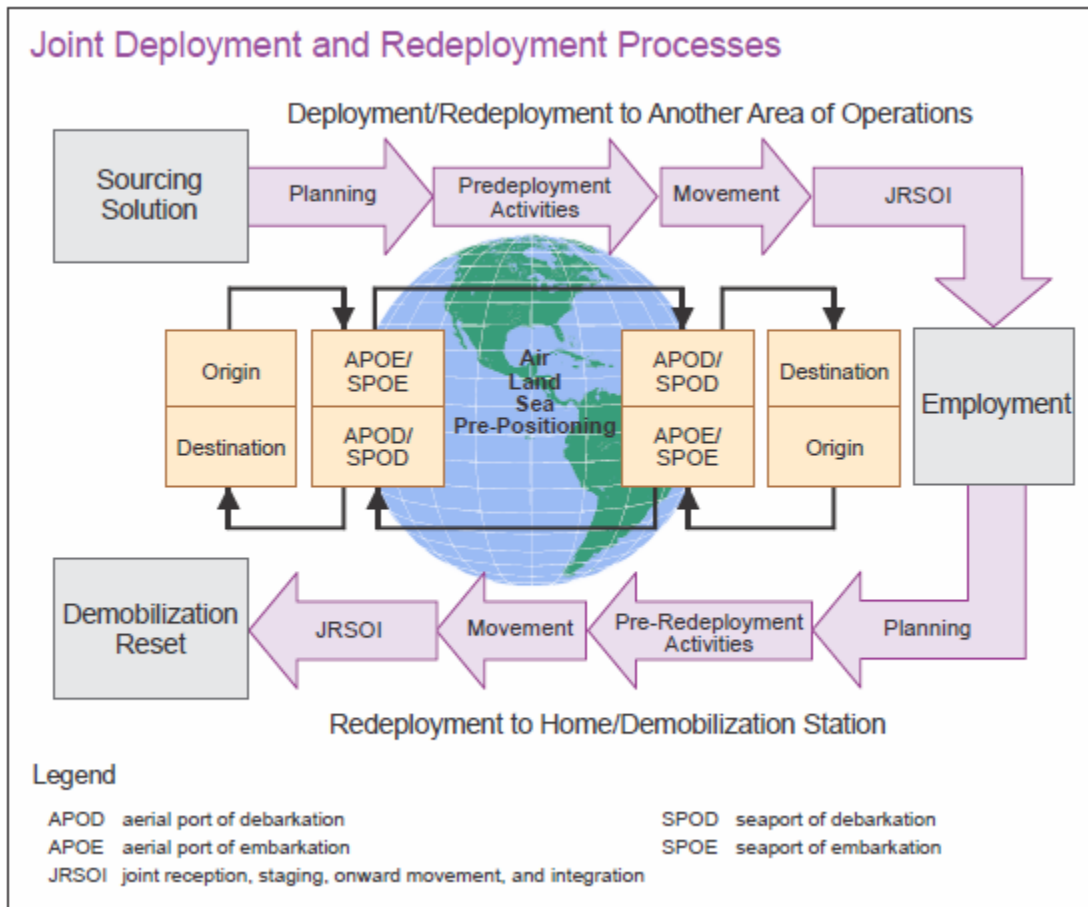 Joint Deployment and Redeployment Processes
Deployment/Redeployment to Another Area of Operations
Sourcing
Solution
Planning
Predeployment
Activities
Movement
JRSOI
Origin
APOE/
SPOE
Air
Land
Sea
Pre-Positioning
APOD/
SPOD
Destination
Employment
Destination
APOD/
SPOD
APOE/
SPOE
Origin
Demobilization
Reset
JRSOI
Movement
Pre-Redeployment
Activities
Planning
Redeployment to Home/Demobilization Station
Legend
APOD aerial port of debarkation
APOE aerial port of embarkation
JRSOI joint reception, staging, onward movement, and integration
SPOD seaport of debarkation
SPOE seaport of embarkation